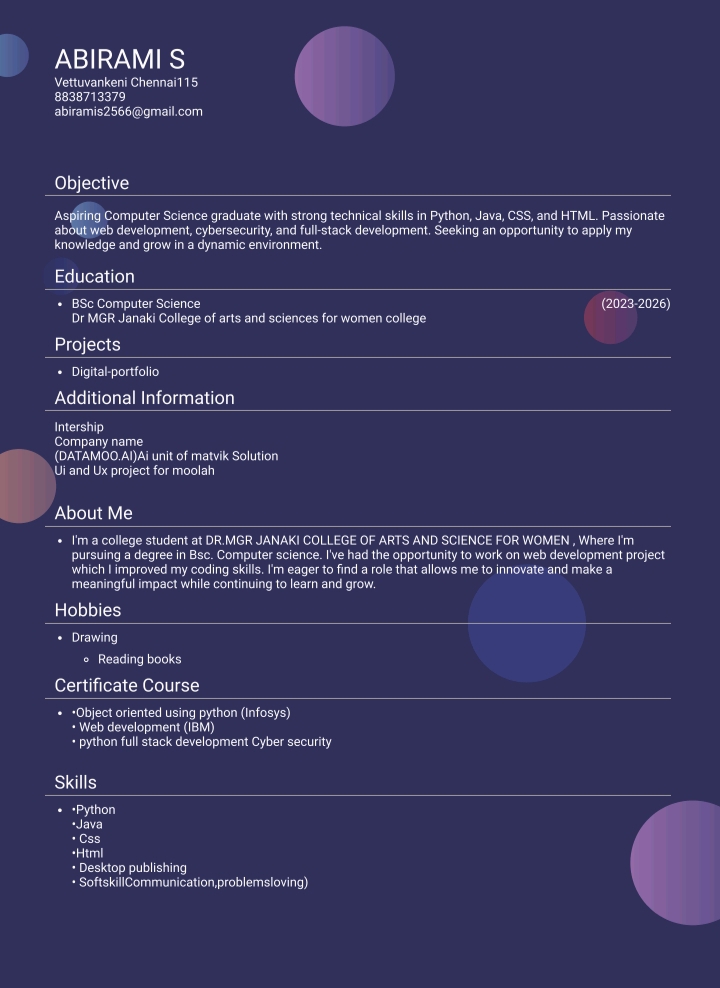 ABIRAMI S
Vettuvankeni Chennai115
8838713379
abiramis2566@gmail.com
Objective
Aspiring Computer Science graduate with strong technical skills in Python, Java, CSS, and HTML. Passionate
about web development, cybersecurity, and full-stack development. Seeking an opportunity to apply my
knowledge and grow in a dynamic environment.
Education
• BSc Computer Science (2023-2026)
Dr MGR Janaki College of arts and sciences for women college
Projects
• Digital-portfolio
Additional Information
Intership
Company name
(DATAMOO.AI)Ai unit of matvik Solution
Ui and Ux project for moolah
About Me
• I'm a college student at DR.MGR JANAKI COLLEGE OF ARTS AND SCIENCE FOR WOMEN , Where I'm
pursuing a degree in Bsc. Computer science. I've had the opportunity to work on web development project
which I improved my coding skills. I'm eager to find a role that allows me to innovate and make a
meaningful impact while continuing to learn and grow.
Hobbies
• Drawing
◦ Reading books
Certificate Course
• •Object oriented using python (Infosys)
• Web development (IBM)
• python full stack development Cyber security
Skills
• •Python
•Java
• Css
•Html
• Desktop publishing
• SoftskillCommunication,problemsloving)